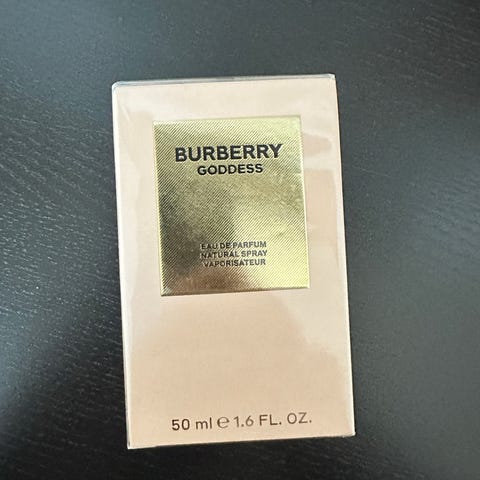 BURBERRY
GODDESS
EAU DE PARFUM
NATURAL SPRAY
VAPORISATEUR
50 ml ℮ 1.6 FL. OZ.